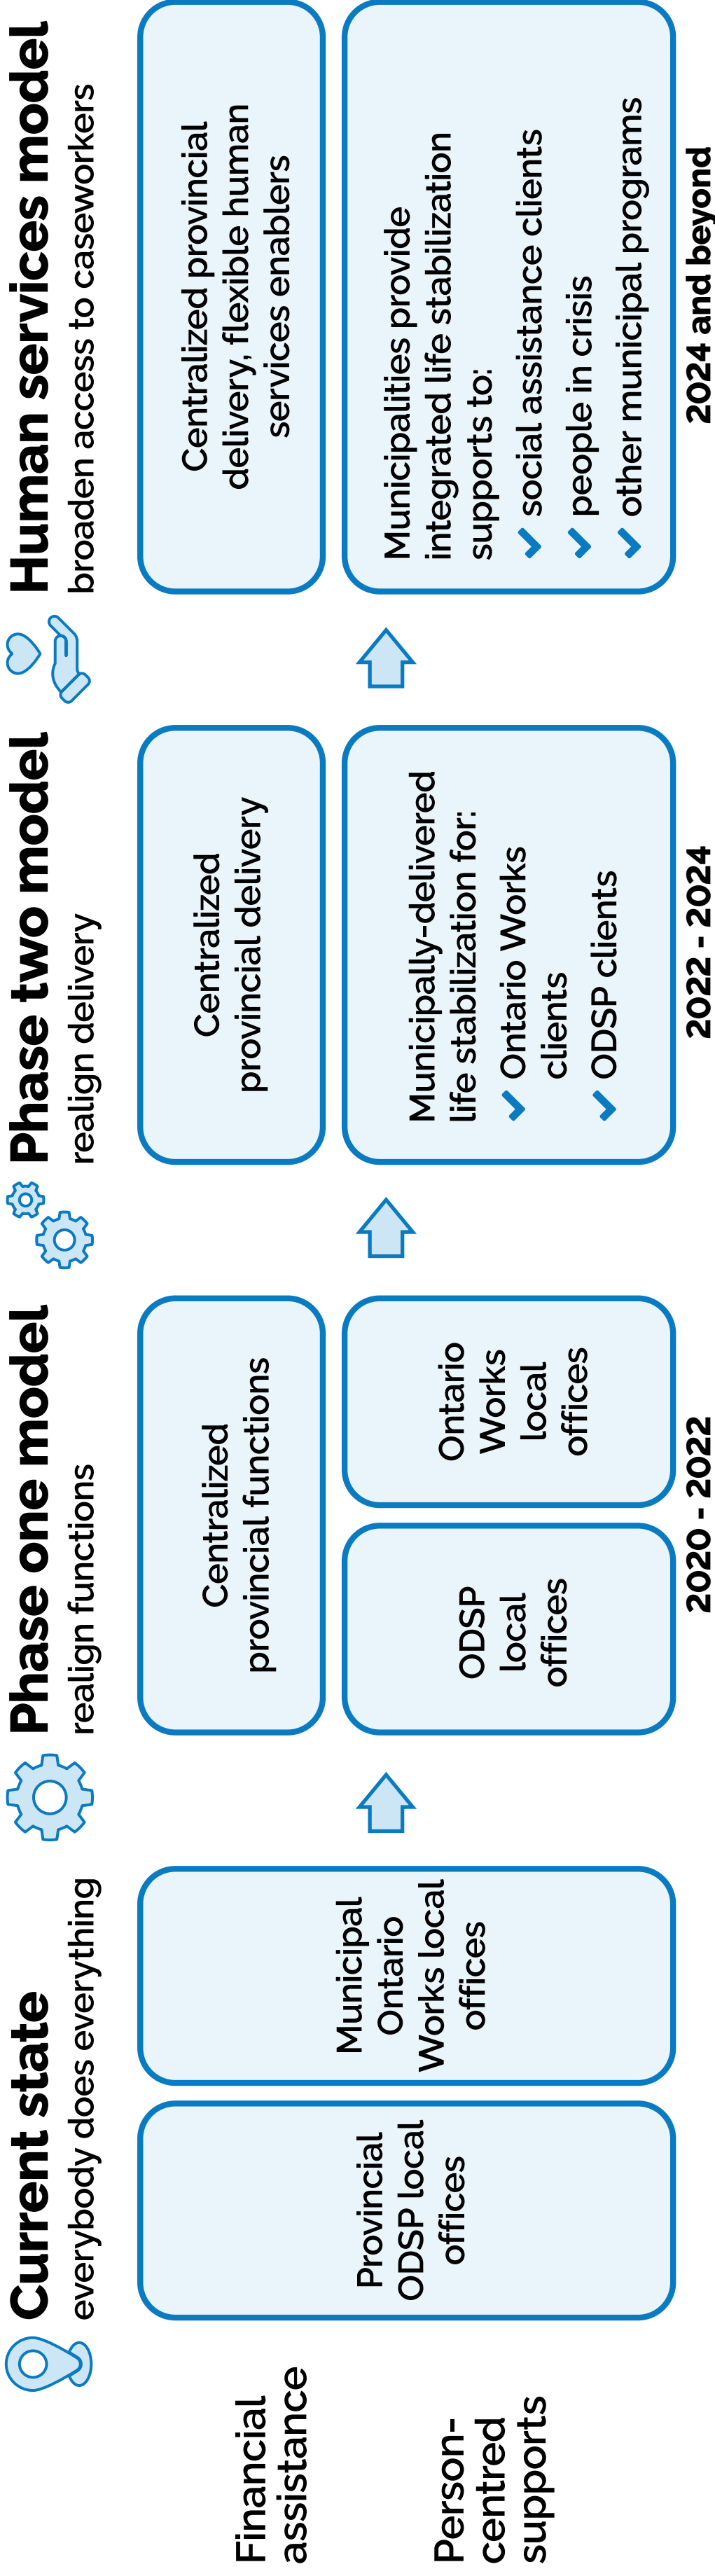 Current state
everybody does everything
Phase one model
realign functions
Phase two model
realign delivery
Human services model
broaden access to caseworkers
Financial
assistance
Person-
centred
supports
Provincial
ODSP local
offices
Municipal
Ontario
Works local
offices
Centralized
provincial functions
ODSP
local
offices
Ontario
Works
local
offices
2020 - 2022
Centralized
provincial delivery
Municipally-delivered
life stabilization for:
Ontario Works
clients
ODSP clients
2022 - 2024
Centralized provincial
delivery, flexible human
services enablers
Municipalities provide
integrated life stabilization
supports to:
social assistance clients
people in crisis
other municipal programs
2024 and beyond